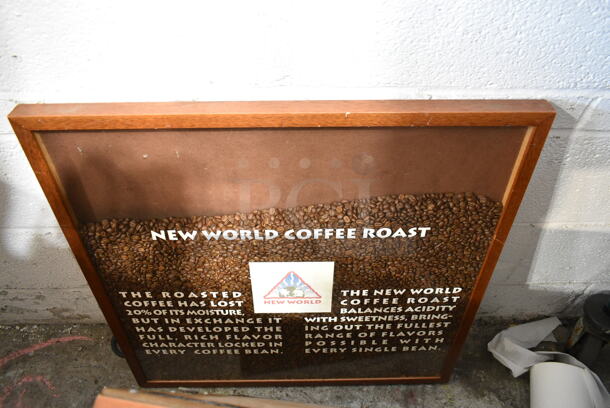 NEW WORLD COFFEE ROAST
THE ROASTED
COFFEE HAS LOST
20% OF ITS MOISTURE,
BUT IN EXCHANGE IT
HAS DEVELOPED THE
FULL, RICH FLAVOR
CHARACTER LOCKED IN
EVERY COFFEE BEAN.
NEW WORLD
THE NEW WORLD
COFFEE ROAST
BALANCES ACIDITY
WITH SWEETNESS, BRING
ING OUT THE FULLEST
RANGE OF FLAVORS
POSSIBLE WITH
EVERY SINGLE BEAN.